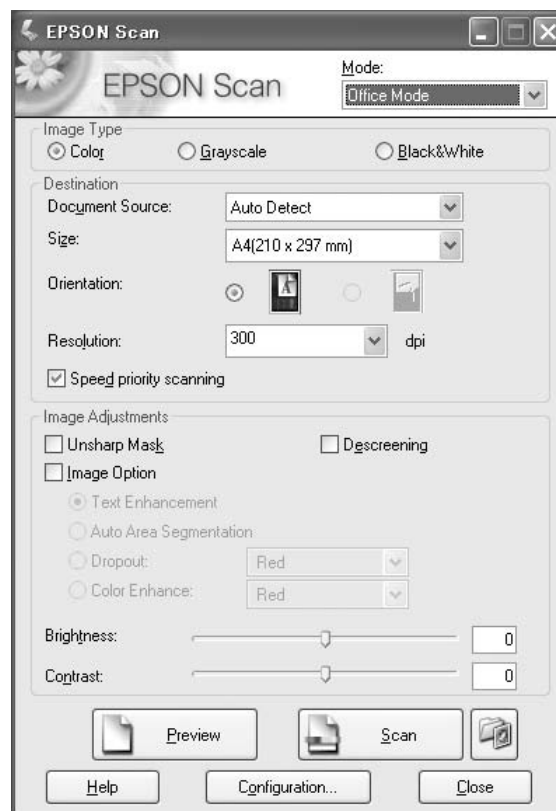 EPSON Scan
EPSON Scan
Mode:
Office Mode
Image Type
Color Grayscale Black&White
Destination
Document Source: Auto Detect
Size: A4(210 x 297 mm)
Orientation: A
Resolution: 300 dpi
Speed priority scanning
Image Adjustments
Unsharp Mask Descreening
Image Option
Text Enhancement
Auto Area Segmentation
Dropout: Red
Color Enhance: Red
Brightness: 0
Contrast: 0
Preview Scan
Help Configuration... Close